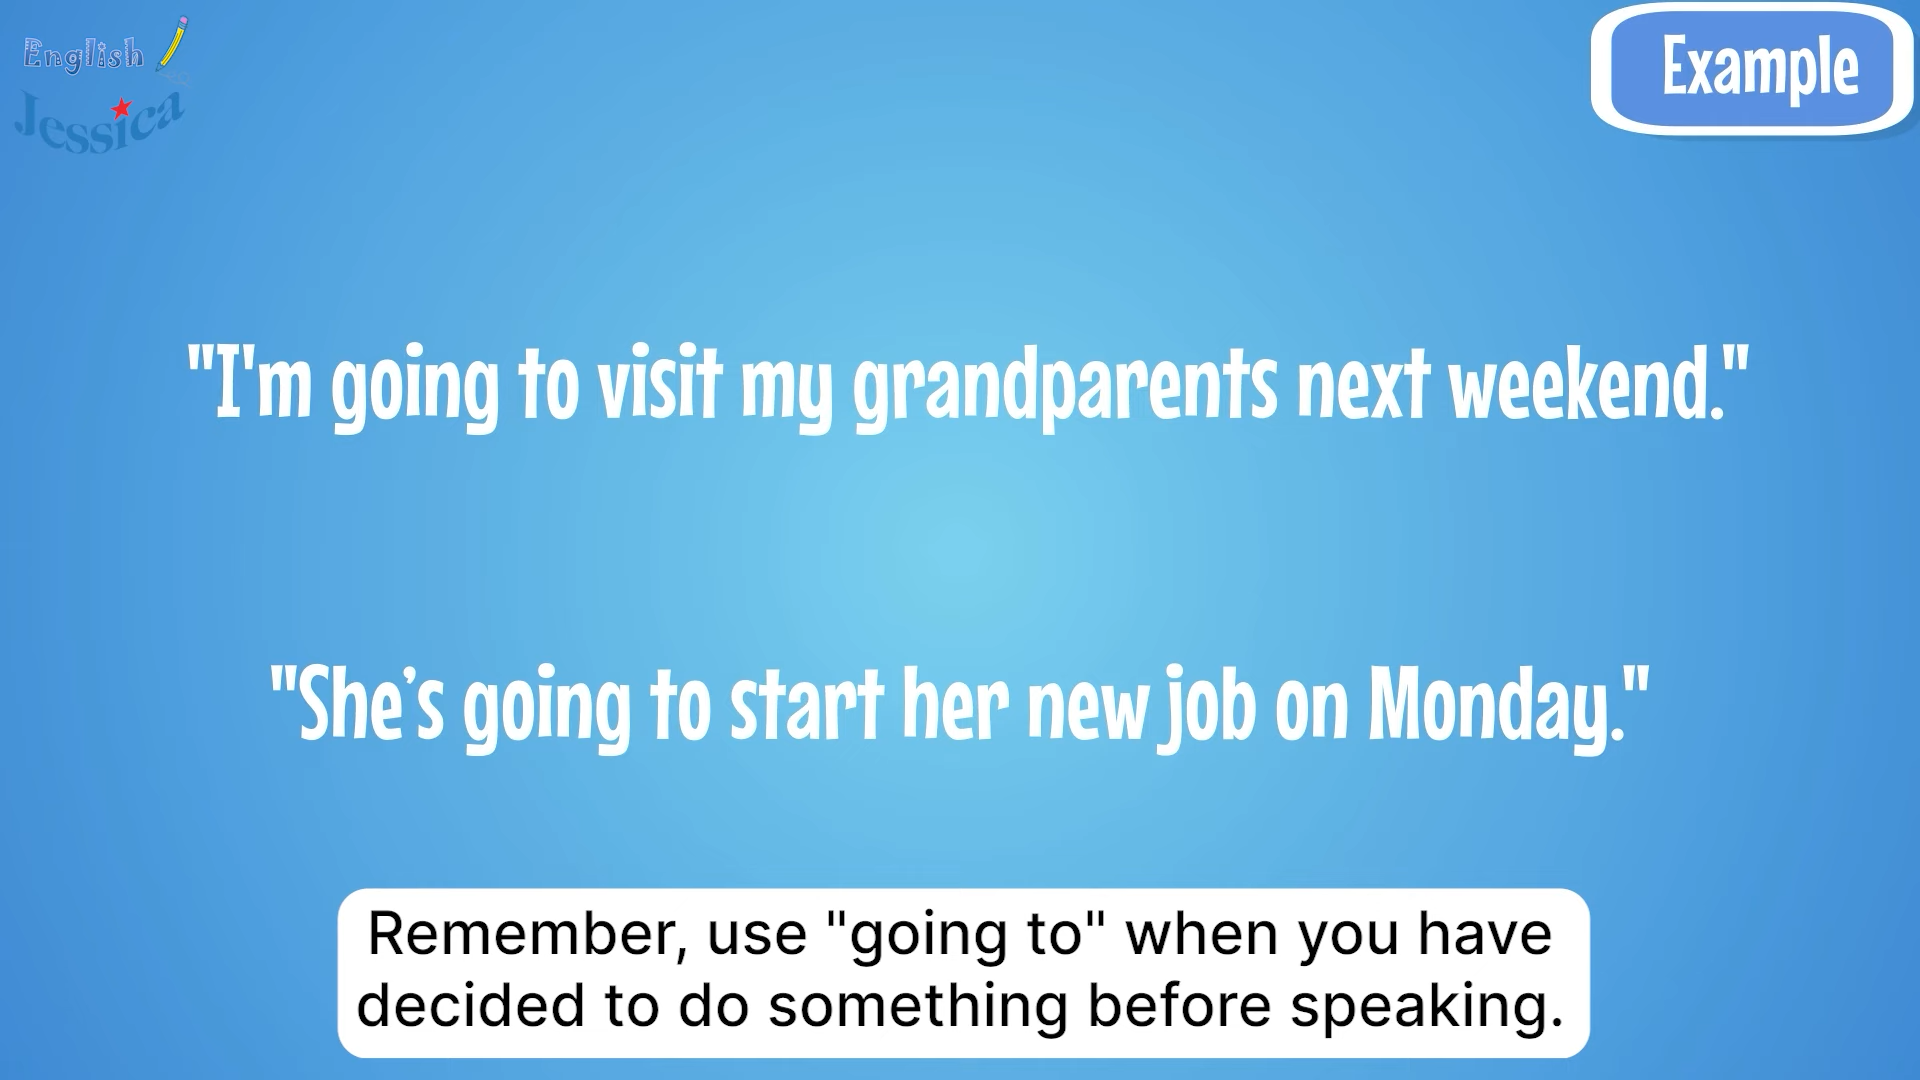 English
Jessica
Example
"I'm going to visit my grandparents next weekend."
"She’s going to start her new job on Monday."
Remember, use "going to" when you have
decided to do something before speaking.